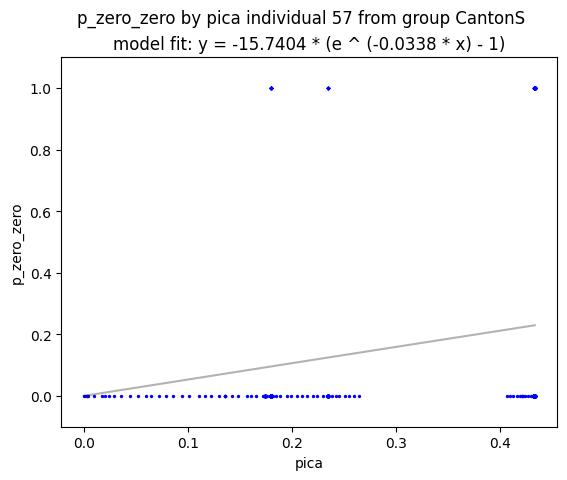 p_zero_zero by pica individual 57 from group CantonS
model fit: y = -15.7404 * (e ^ (-0.0338 * x) - 1)
1.0
0.8
0.6
0.4
0.2
0.0
p_zero_zero
0.0 0.1 0.2 0.3 0.4
pica